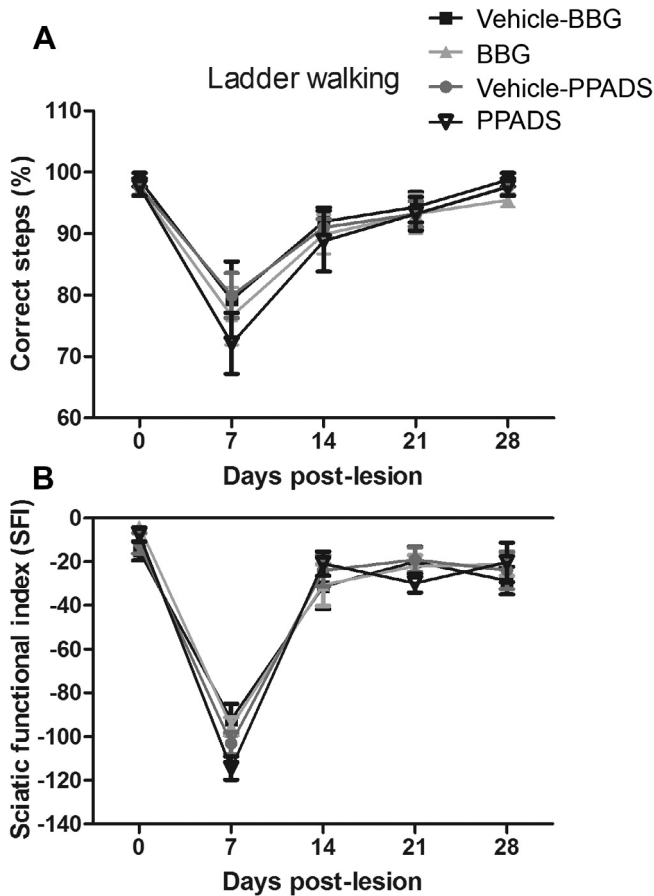 A
Vehicle-BBG
BBG
Vehicle-PPADS
PPADS
Ladder walking
110
100
90
80
70
60
Correct steps (%)
0 7 14 21 28
Days post-lesion
B
0
-20
-40
-60
-80
-100
-120
-140
Sciatic functional index (SFI)
0 7 14 21 28
Days post-lesion